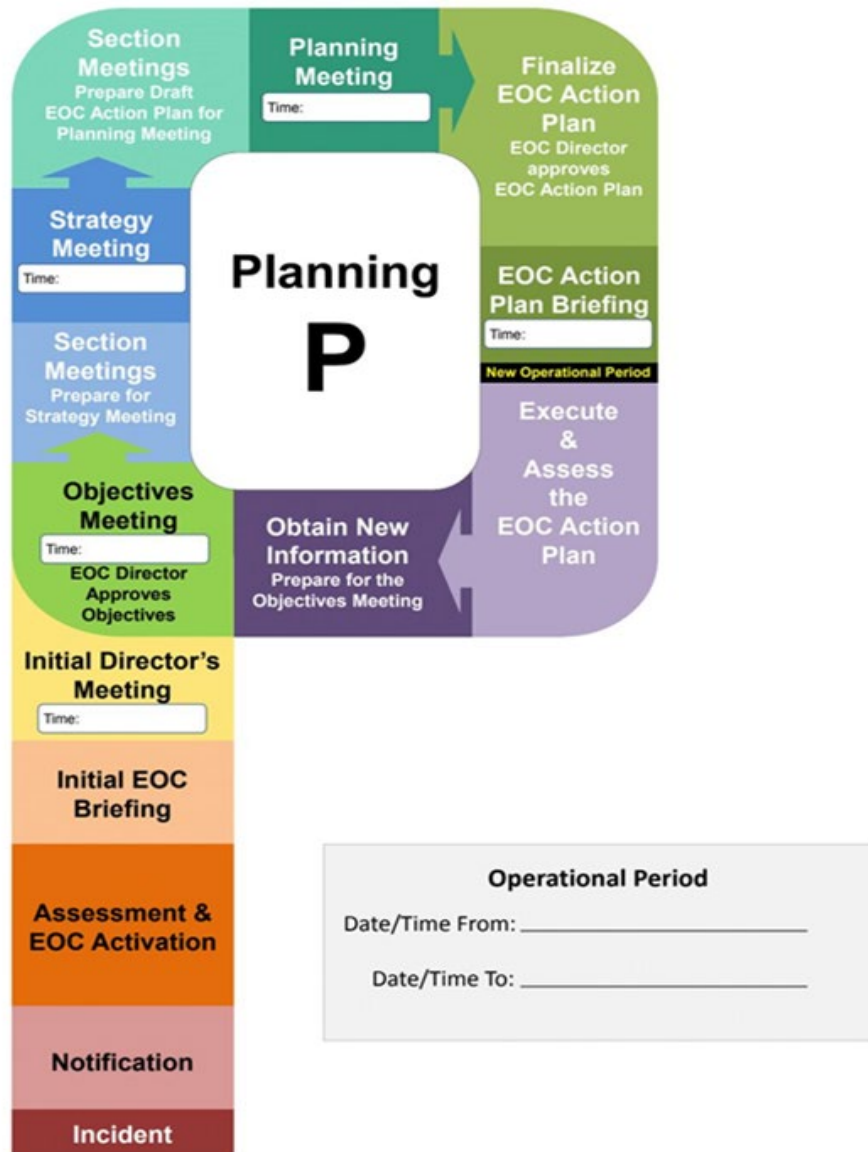 Section
Meetings
Prepare Draft
EOC Action Plan for
Planning Meeting
Planning
Meeting
Time:
Finalize
EOC Action
Plan
EOC Director
approves
EOC Action Plan
Strategy
Meeting
Time:
Planning
P
EOC Action
Plan Briefing
Time:
New Operational Period
Section
Meetings
Prepare for
Strategy Meeting
Execute
&
Assess
the
EOC Action
Plan
Objectives
Meeting
Time:
EOC Director
Approves
Objectives
Obtain New
Information
Prepare for the
Objectives Meeting
Initial Director’s
Meeting
Time:
Initial EOC
Briefing
Assessment &
EOC Activation
Notification
Incident
Operational Period
Date/Time From:
Date/Time To: